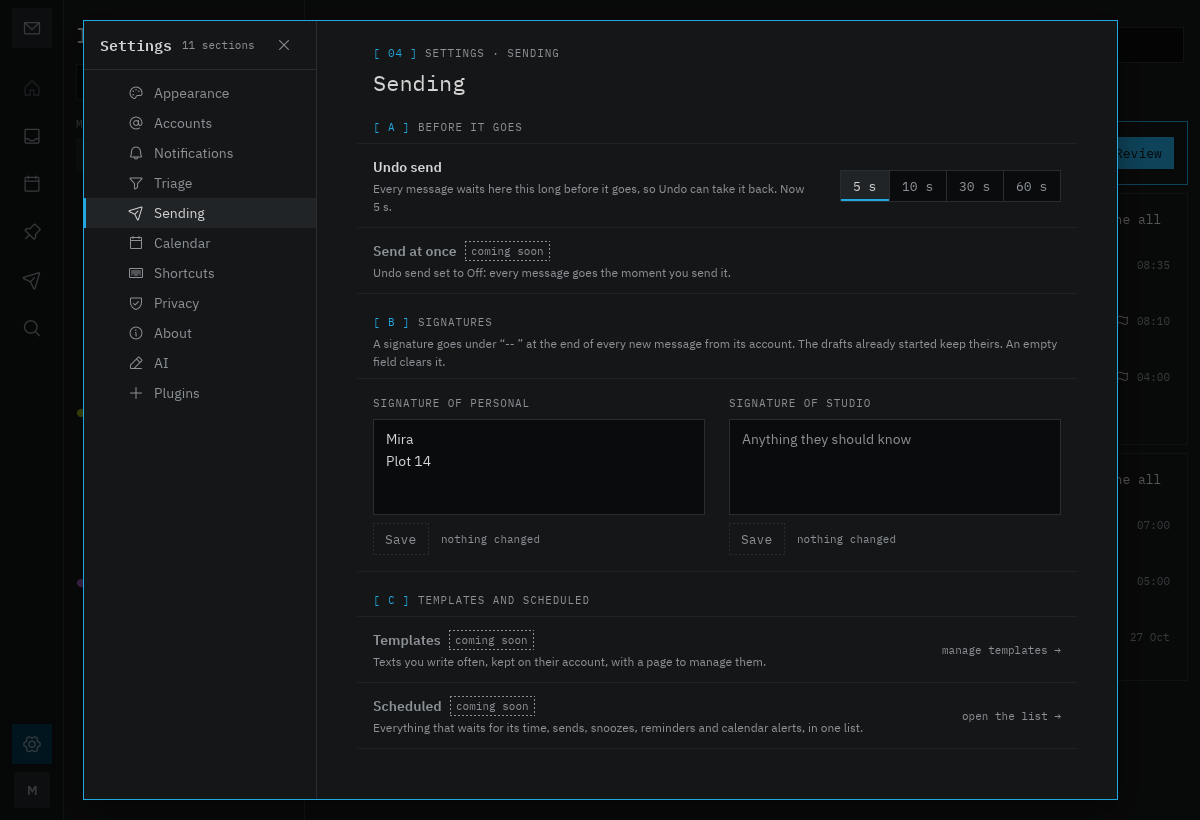 Settings 11 sections
Appearance
Accounts
Notifications
Triage
Sending
Calendar
Shortcuts
Privacy
About
AI
Plugins
[ 04 ] SETTINGS · SENDING
Sending
[ A ] BEFORE IT GOES
Undo send
Every message waits here this long before it goes, so Undo can take it back. Now
5 s.
5 s 10 s 30 s 60 s
Send at once coming soon
Undo send set to Off: every message goes the moment you send it.
[ B ] SIGNATURES
A signature goes under “-- ” at the end of every new message from its account. The drafts already started keep theirs. An empty
field clears it.
SIGNATURE OF PERSONAL
Mira
Plot 14
Save nothing changed
SIGNATURE OF STUDIO
Anything they should know
Save nothing changed
[ C ] TEMPLATES AND SCHEDULED
Templates coming soon
Texts you write often, kept on their account, with a page to manage them.
manage templates →
Scheduled coming soon
Everything that waits for its time, sends, snoozes, reminders and calendar alerts, in one list.
open the list →
Review
all
08:35
08:10
04:00
all
07:00
05:00
27 Oct
M